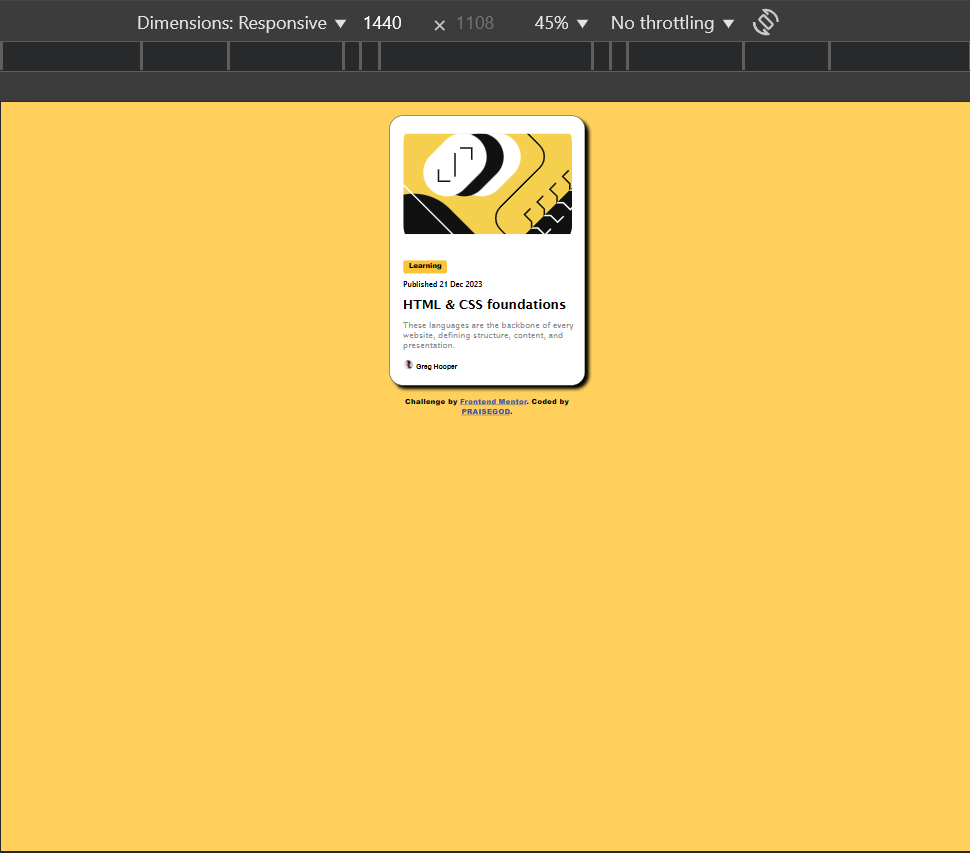 Dimensions: Responsive ▼ 1440 × 1108 45% ▼ No throttling ▼
Learning
Published 21 Dec 2023
HTML & CSS foundations
These languages are the backbone of every
website, defining structure, content, and
presentation.
Greg Hooper
Challenge by Frontend Mentor. Coded by
PRAISEGOD.